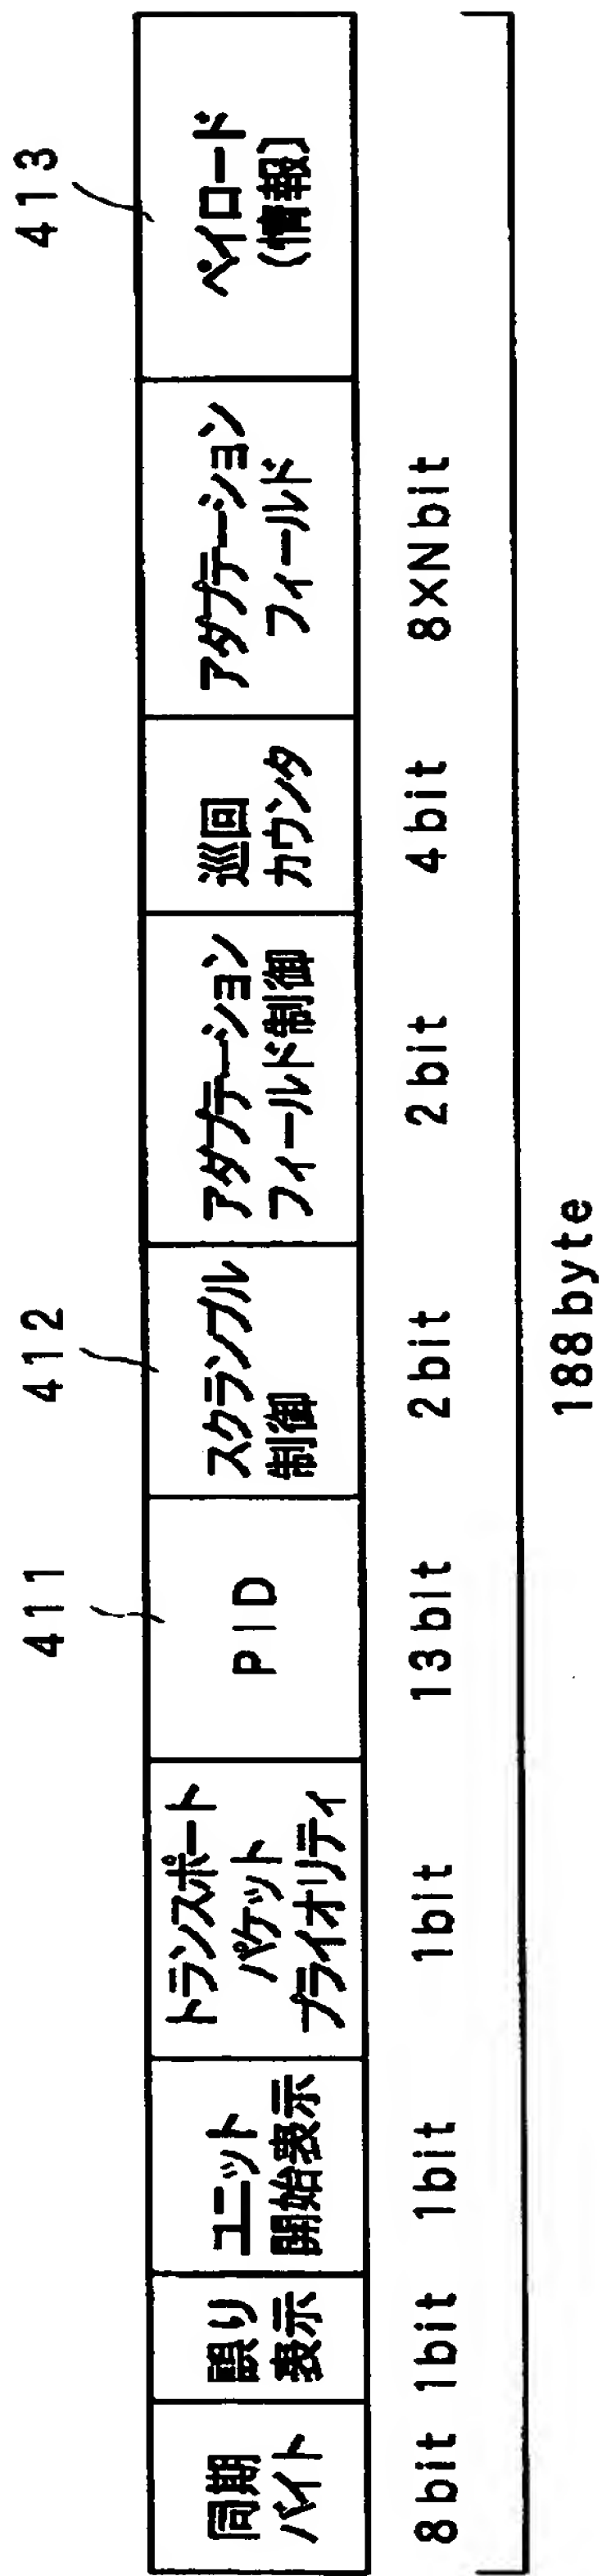 411
412
413
同期
バイト
誤り
表示
ユニット
開始表示
トランスポート
パケット
プライオリティ
PID
スクランブル
制御
アダプテーション
フィールド制御
巡回
カウンタ
アダプテーション
フィールド
ペイロード
(情報)
8bit
1bit
1bit
1bit
13bit
2bit
2bit
4bit
8×Nbit
188byte